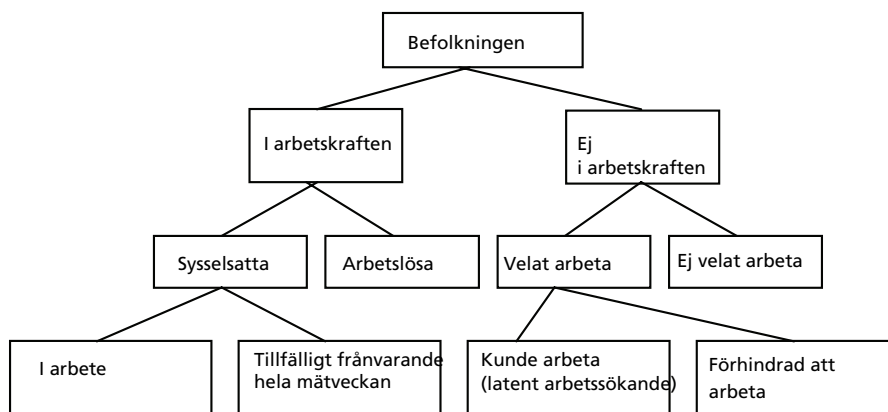 Befolkningen
I arbetskraften
Ej
i arbetskraften
Sysselsatta
Arbetslösa
Velat arbeta
Ej velat arbeta
I arbete
Tillfälligt frånvarande
hela mätveckan
Kunde arbeta
(latent arbetssökande)
Förhindrad att
arbeta